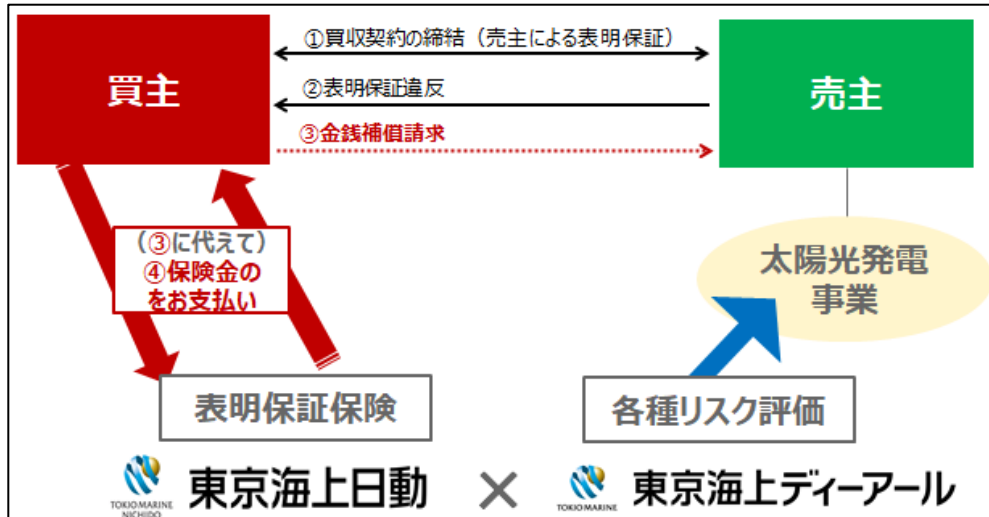 ①買収契約の締結（売主による表明保証）
買主
売主
②表明保証違反
③金銭補償請求
（③に代えて）
④保険金の
をお支払い
太陽光発電
事業
表明保証保険
各種リスク評価
TOKIO MARINE
NICHIDO
東京海上日動
×
TOKIO MARINE
東京海上ディーアール